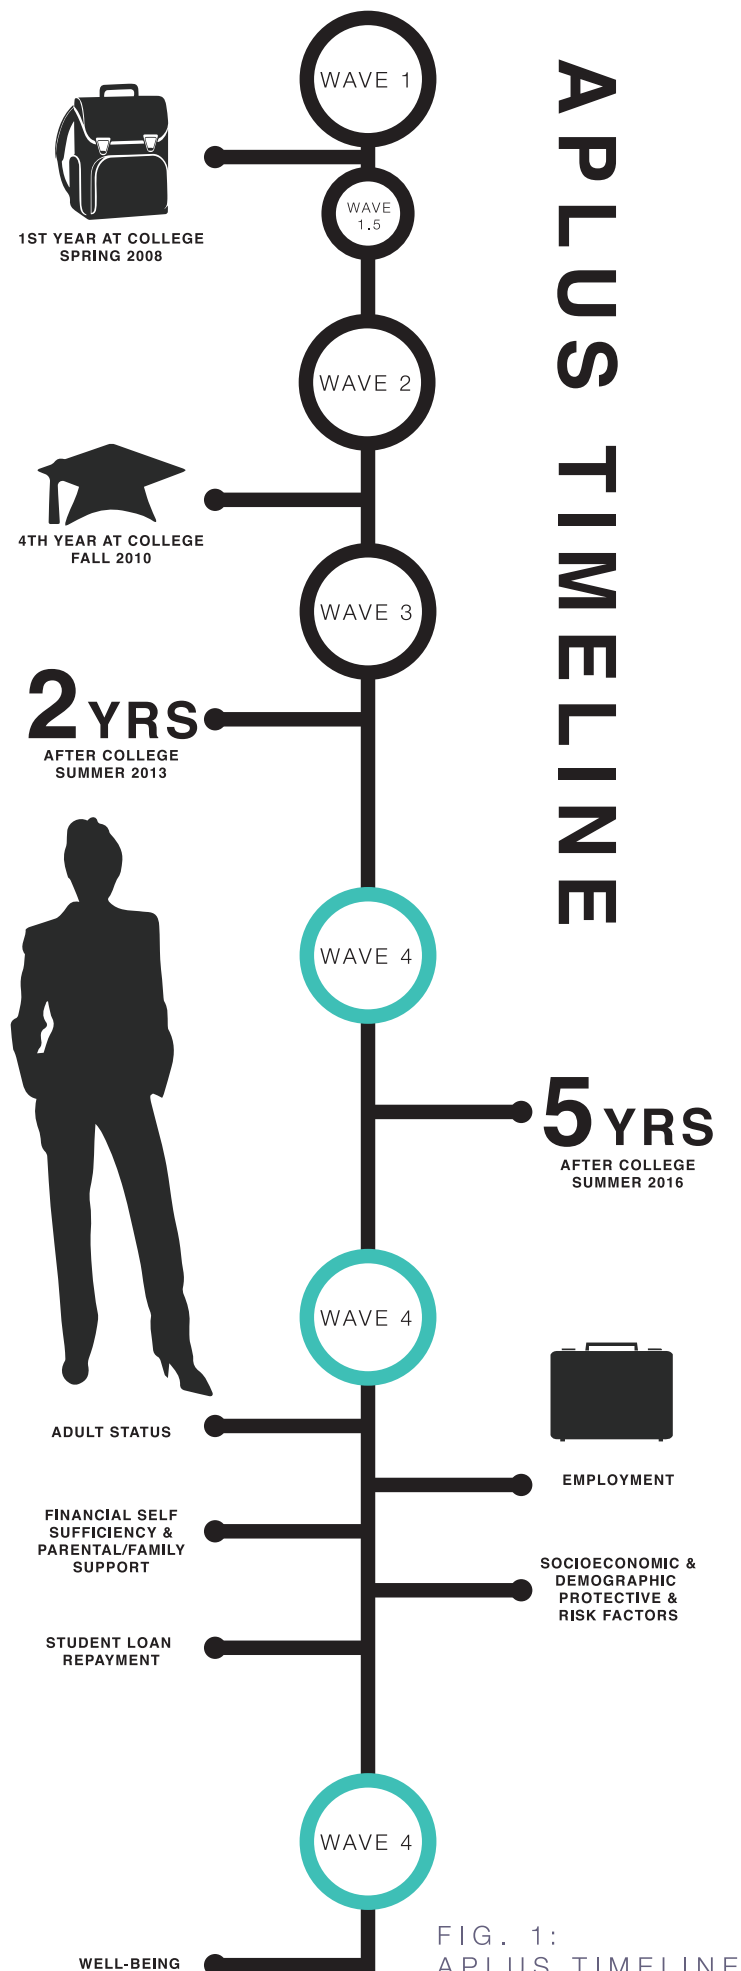 APLUS TIMELINE
WAVE 1
1ST YEAR AT COLLEGE
SPRING 2008
WAVE
1.5
WAVE 2
4TH YEAR AT COLLEGE
FALL 2010
WAVE 3
2 YRS
AFTER COLLEGE
SUMMER 2013
WAVE 4
5 YRS
AFTER COLLEGE
SUMMER 2016
WAVE 4
ADULT STATUS
EMPLOYMENT
FINANCIAL SELF
SUFFICIENCY &
PARENTAL/FAMILY
SUPPORT
SOCIOECONOMIC &
DEMOGRAPHIC
PROTECTIVE &
RISK FACTORS
STUDENT LOAN
REPAYMENT
WAVE 4
WELL-BEING
FIG. 1:
APLUS TIMELINE